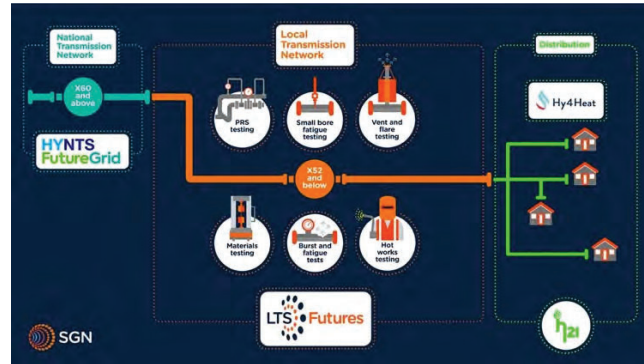 National
Transmission
Network
X60
and
above
HYNTS
FutureGrid
Local
Transmission
Network
PRS
testing
Small bore
fatigue testing
Vent and
flare testing
X52
and
below
Materials
testing
Burst and
fatigue
tests
Hot
works
testing
LTS Futures
Distribution
Hy4Heat
h21
SGN